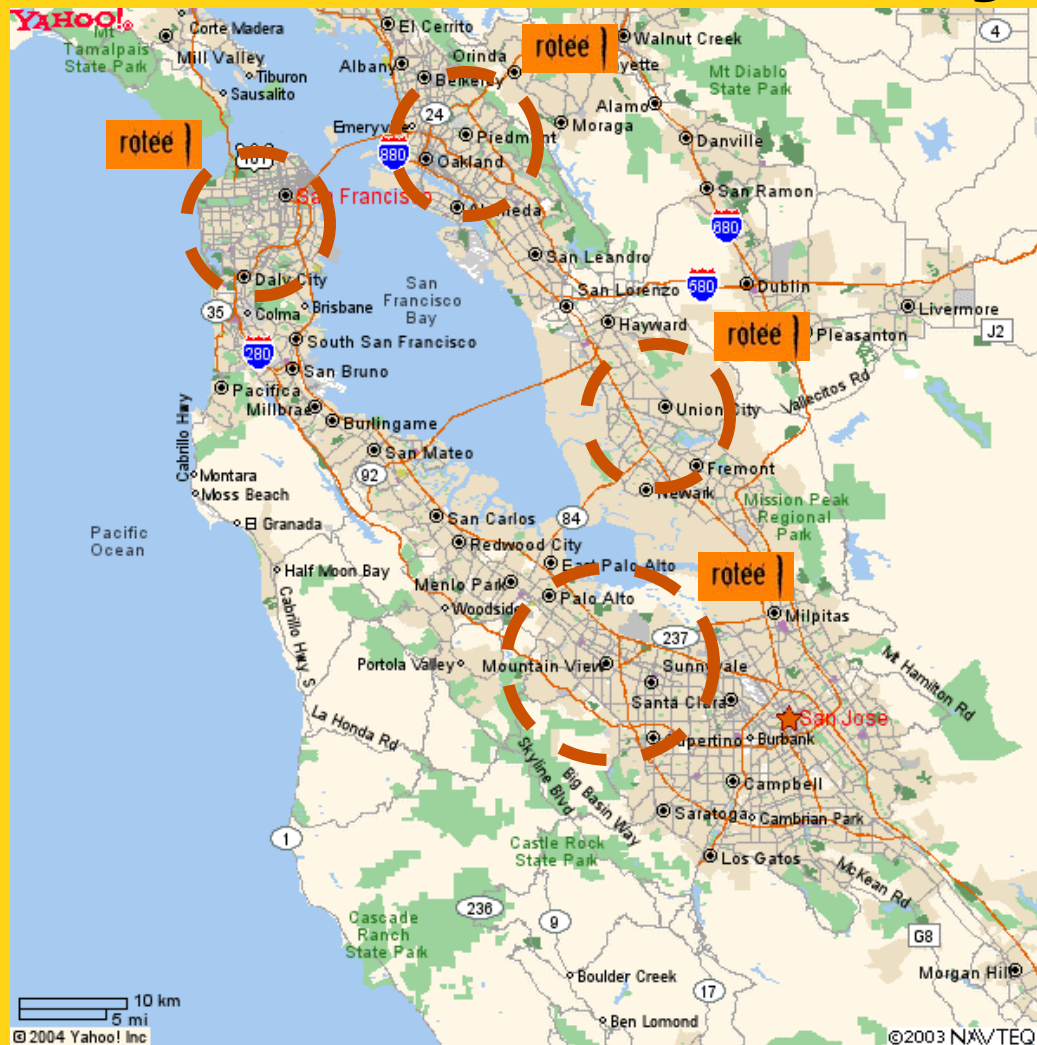 YAHOO!®
Corte Madera
El Cerrito
rotee
Walnut Creek
4
Mt
Tamalpais
State Park
Mill Valley
Orinda
Albany
Tiburon
Berkeley
Mt Diablo
State Park
Sausalito
Alamo
24
Emeryville
Moraga
rotee
Piedmont
Danville
880
Oakland
101
San Francisco
Alameda
San Ramon
680
San Leandro
Daly City
San
Francisco
Bay
580
Dublin
San Lorenzo
Livermore
35
Colma
Brisbane
Hayward
rotee
Pleasanton
J2
280
South San Francisco
San Bruno
Vallecitos Rd
Pacifica
Millbrae
Union City
Burlingame
Cabrillo Hwy
San Mateo
Fremont
92
Montara
Newark
Moss Beach
Mission Peak
Regional
Park
El Granada
San Carlos
84
Pacific
Ocean
Redwood City
East Palo Alto
rotee
Half Moon Bay
Menlo Park
Palo Alto
Woodside
Milpitas
237
Cabrillo Hwy S
Portola Valley
Mountain View
Sunnyvale
Mt Hamilton Rd
Santa Clara
La Honda Rd
San Jose
Cupertino
Burbank
Skyline Blvd
Big Basin Way
Campbell
Saratoga
Cambrian Park
1
Castle Rock
State Park
Los Gatos
McKean Rd
236
9
Cascade
Ranch
State Park
G8
Boulder Creek
Morgan Hill
17
10 km
5 mi
Ben Lomond
© 2004 Yahoo! Inc
©2003 NAVTEQ